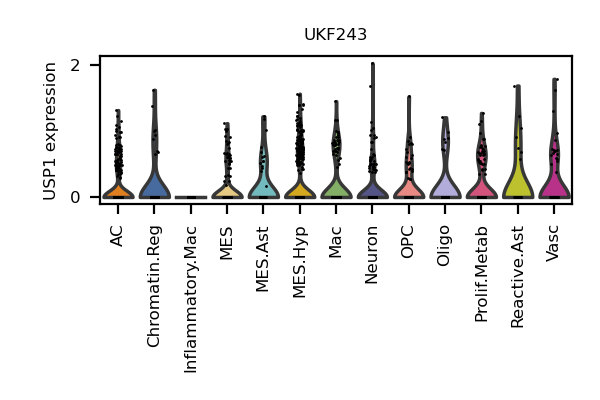 UKF243
USP1 expression
2
0
AC
Chromatin.Reg
Inflammatory.Mac
MES
MES.Ast
MES.Hyp
Mac
Neuron
OPC
Oligo
Prolif.Metab
Reactive.Ast
Vasc